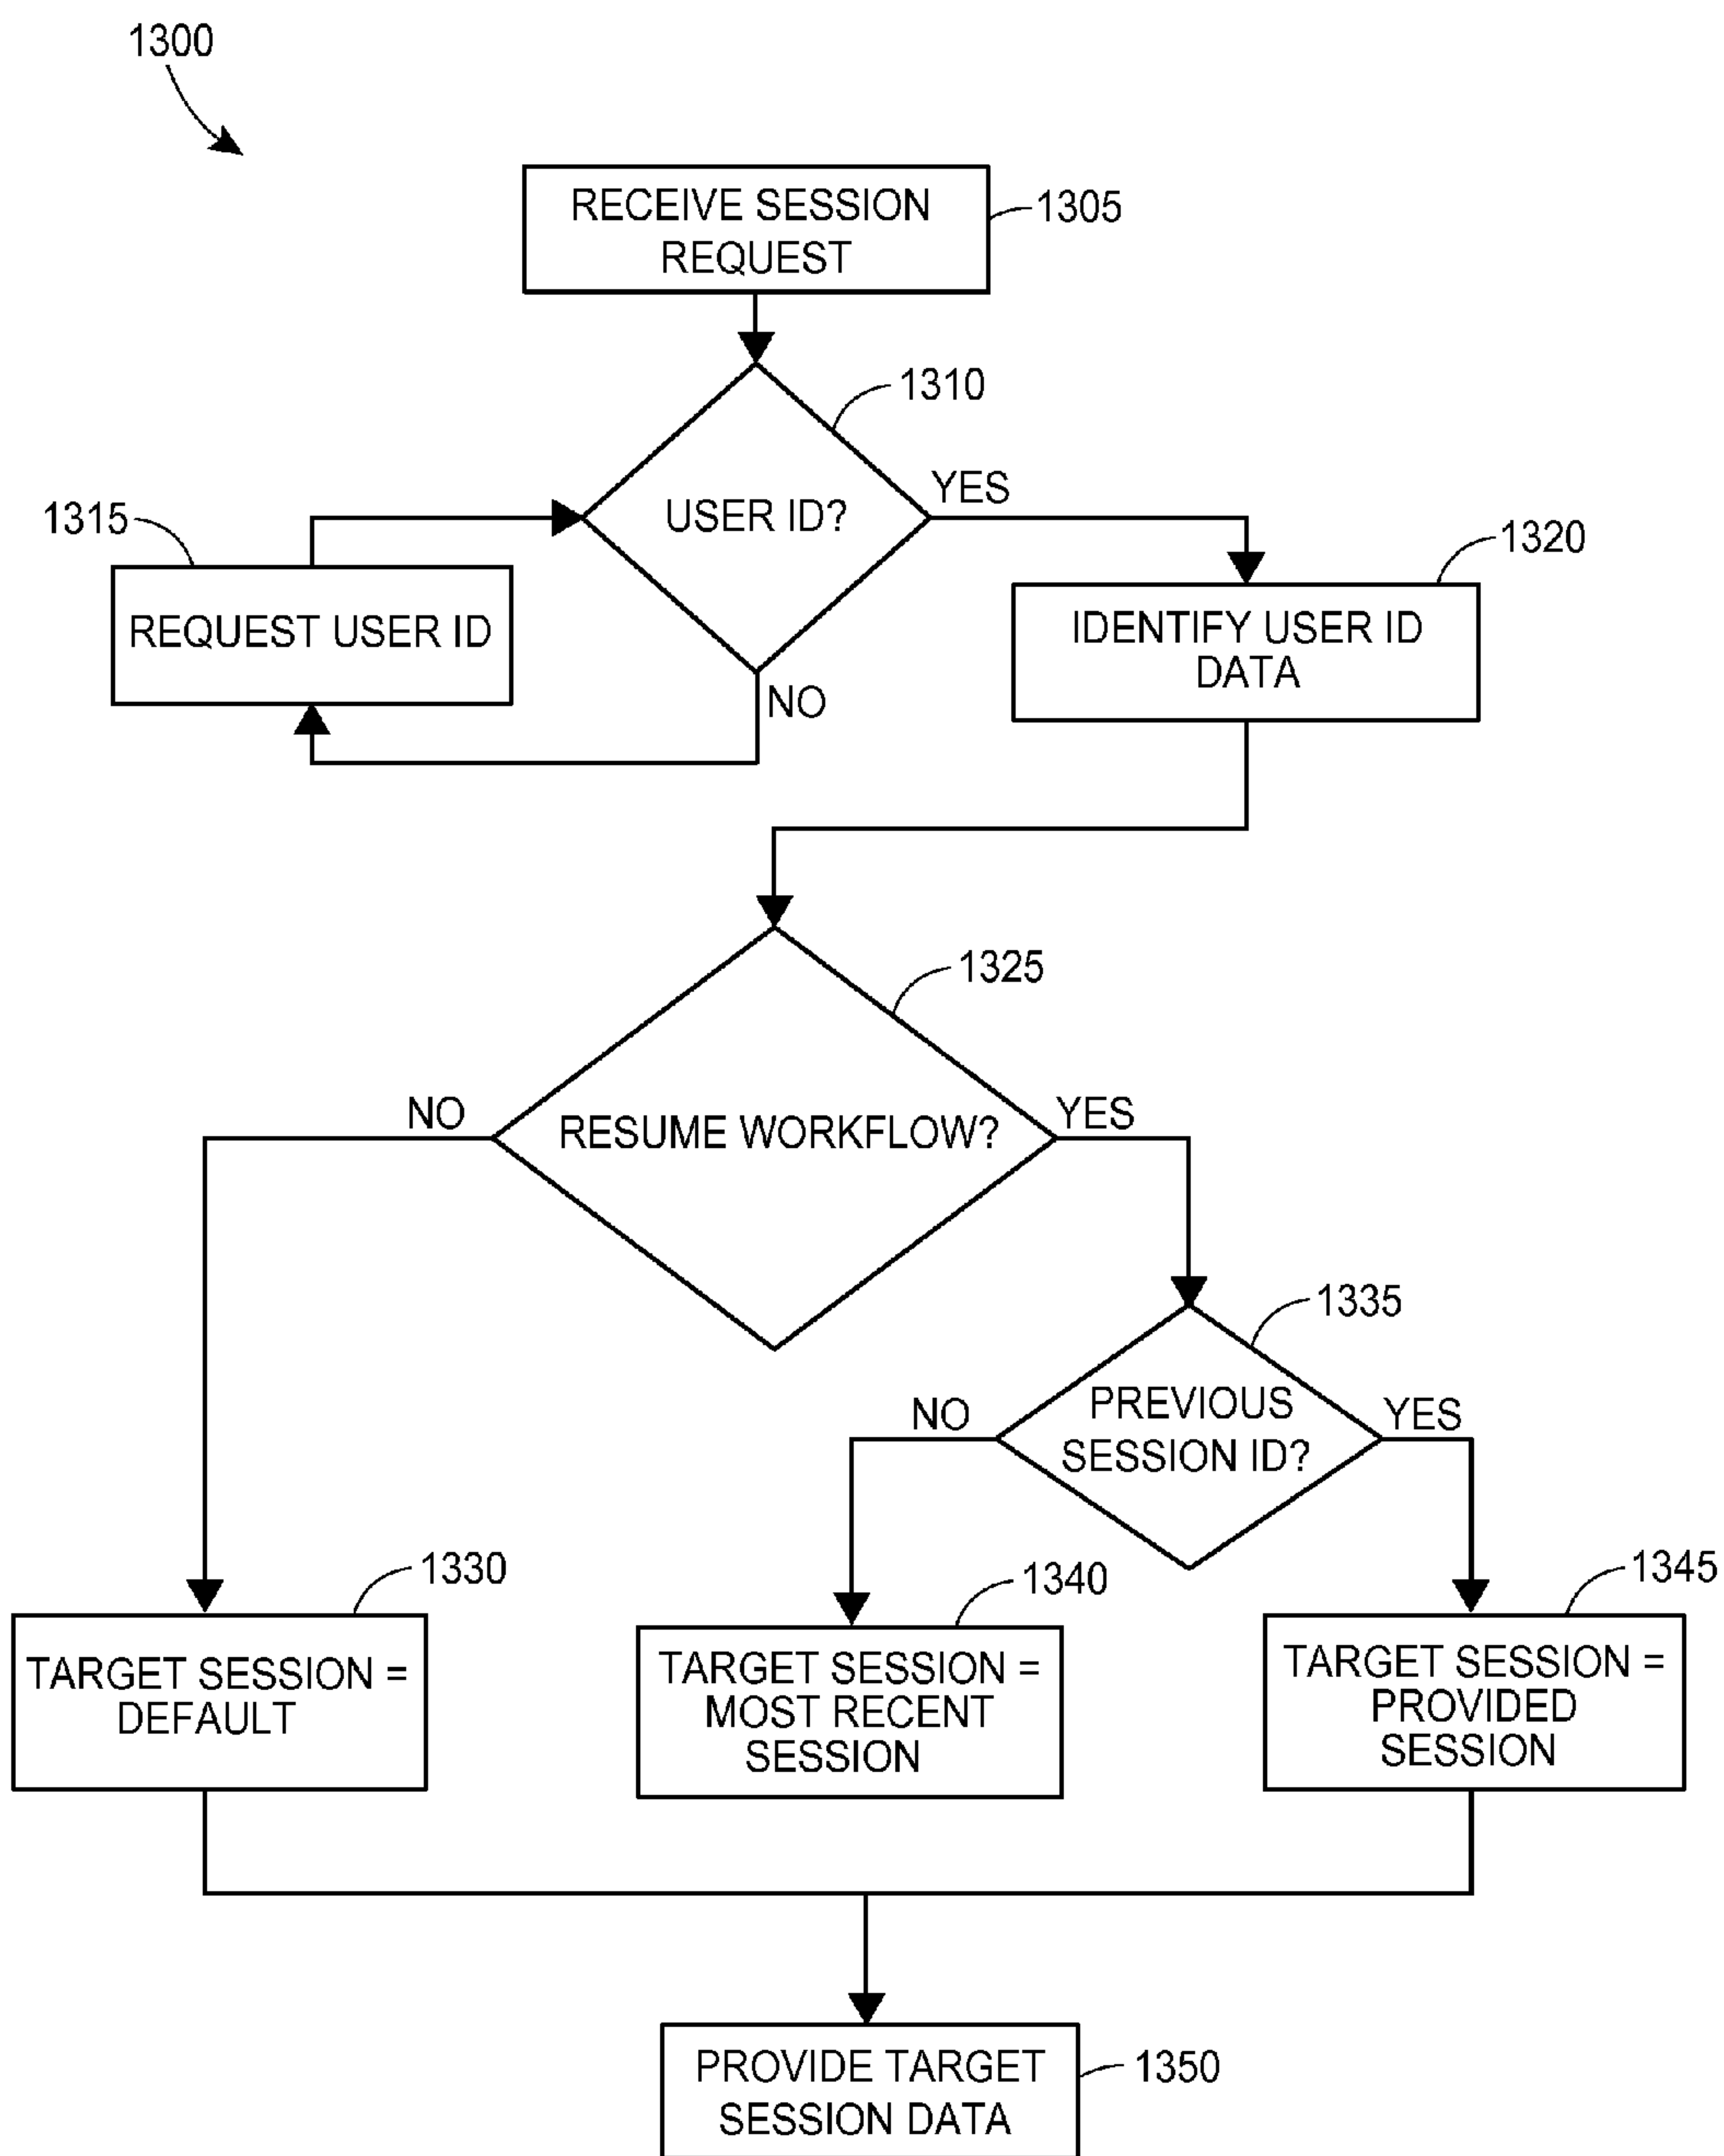 1300
RECEIVE SESSION
REQUEST
1305
1310
USER ID?
YES
NO
1315
REQUEST USER ID
1320
IDENTIFY USER ID
DATA
1325
RESUME WORKFLOW?
NO
YES
1335
PREVIOUS
SESSION ID?
NO
YES
1330
TARGET SESSION =
DEFAULT
1340
TARGET SESSION =
MOST RECENT
SESSION
1345
TARGET SESSION =
PROVIDED
SESSION
PROVIDE TARGET
SESSION DATA
1350